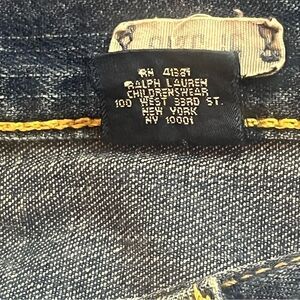 RN 41381
RALPH LAUREN
CHILDRENSWEAR
100 WEST 33RD ST.
NEW YORK
NY 10001